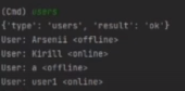 (Cmd) users
{'type': 'users', 'result': 'ok'}
User: Arsenii <offline>
User: Kirill <online>
User: a <offline>
User: user1 <online>